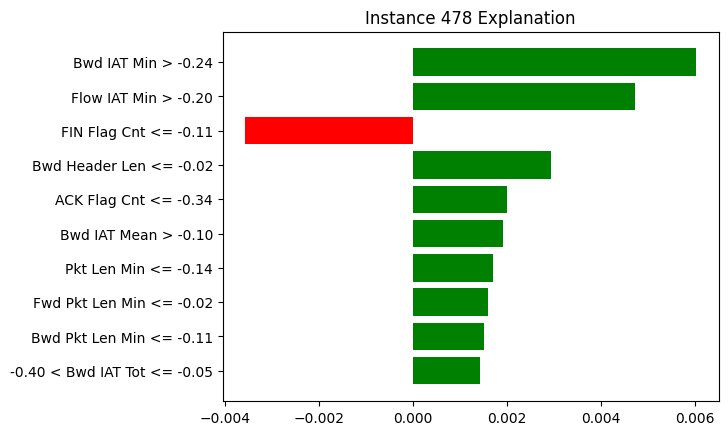 Instance 478 Explanation
Bwd IAT Min > -0.24
Flow IAT Min > -0.20
FIN Flag Cnt <= -0.11
Bwd Header Len <= -0.02
ACK Flag Cnt <= -0.34
Bwd IAT Mean > -0.10
Pkt Len Min <= -0.14
Fwd Pkt Len Min <= -0.02
Bwd Pkt Len Min <= -0.11
-0.40 < Bwd IAT Tot <= -0.05
−0.004 −0.002 0.000 0.002 0.004 0.006